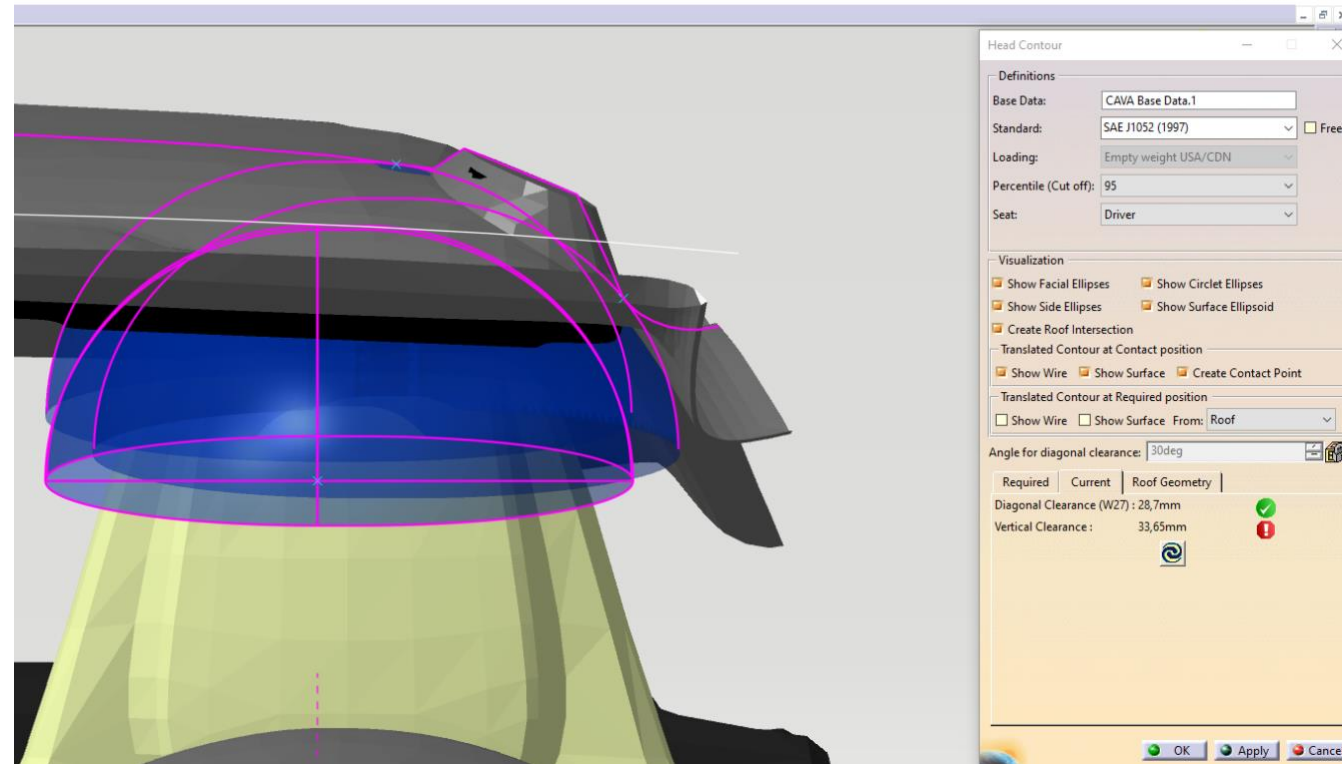 Head Contour
Definitions
Base Data: CAVA Base Data.1
Standard: SAE J1052 (1997) Free
Loading: Empty weight USA/CDN
Percentile (Cut off): 95
Seat: Driver
Visualization
Show Facial Ellipses Show Circlet Ellipses
Show Side Ellipses Show Surface Ellipsoid
Create Roof Intersection
Translated Contour at Contact position
Show Wire Show Surface Create Contact Point
Translated Contour at Required position
Show Wire Show Surface From: Roof
Angle for diagonal clearance: 30deg
Required Current Roof Geometry
Diagonal Clearance (W27) : 28,7mm
Vertical Clearance : 33,65mm
OK Apply Cance